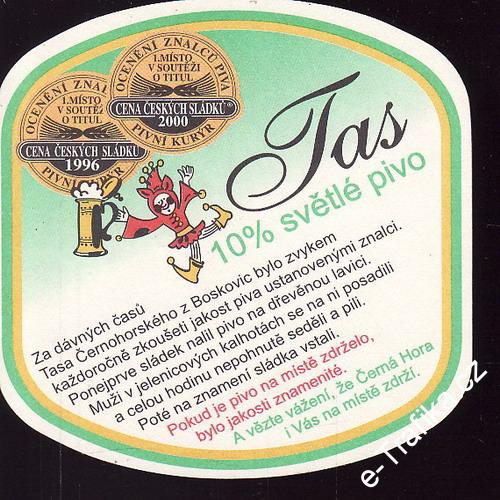 OCENĚNÍ ZNALCŮ PIVA
1.MÍSTO
V SOUTĚŽI
O TITUL
CENA ČESKÝCH SLÁDKŮ®
2000
PIVNÍ KURÝR
OCENĚNÍ ZNAL
1.MÍSTO
V SOUTĚŽ
O TITUL
CENA ČESKÝCH SLÁDKŮ
1996
PIVNÍ
Tas
10% světlé pivo
Za dávných časů
Tasa Černohorského z Boskovic bylo zvykem
každoročně zkoušeti jakost piva ustanovenými znalci.
Ponejprve sládek nalil pivo na dřevěnou lavici.
Muži v jelenicových kalhotách se na ni posadili
a celou hodinu nepohnutě seděli a pili.
Poté na znamení sládka vstali.
Pokud je pivo na místě zdrželo,
bylo jakosti znamenité.
A vězte vážení, že Černá Hora
i Vás na místě zdrží.
e-Trafika.cz